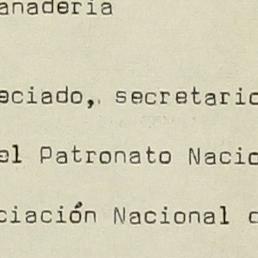 anadería
eciado, secretario
el Patronato Nacio
ciación Nacional d